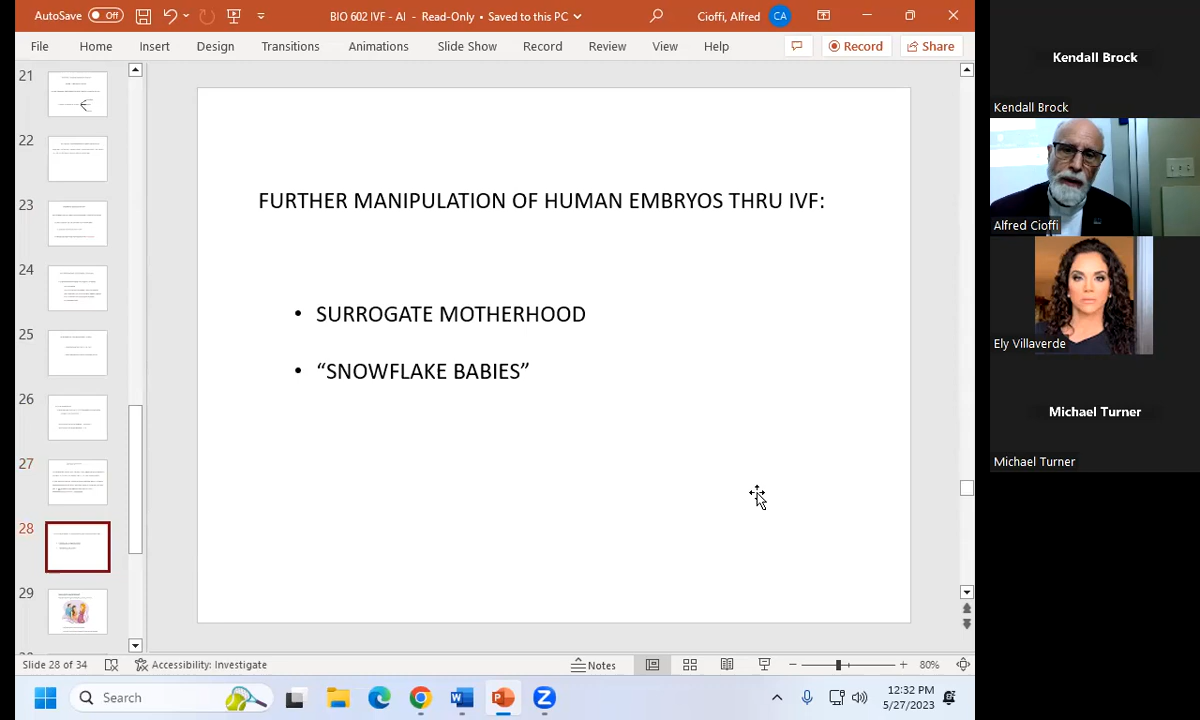 AutoSave Off BIO 602 IVF - AI - Read-Only • Saved to this PC Cioffi, Alfred CA
File Home Insert Design Transitions Animations Slide Show Record Review View Help Record Share
21
22
23
24
25
26
27
28
29
FURTHER MANIPULATION OF HUMAN EMBRYOS THRU IVF:
• SURROGATE MOTHERHOOD
• “SNOWFLAKE BABIES”
Kendall Brock
Kendall Brock
Alfred Cioffi
Ely Villaverde
Michael Turner
Michael Turner
Slide 28 of 34 Accessibility: Investigate Notes 80%
Search 12:32 PM
5/27/2023